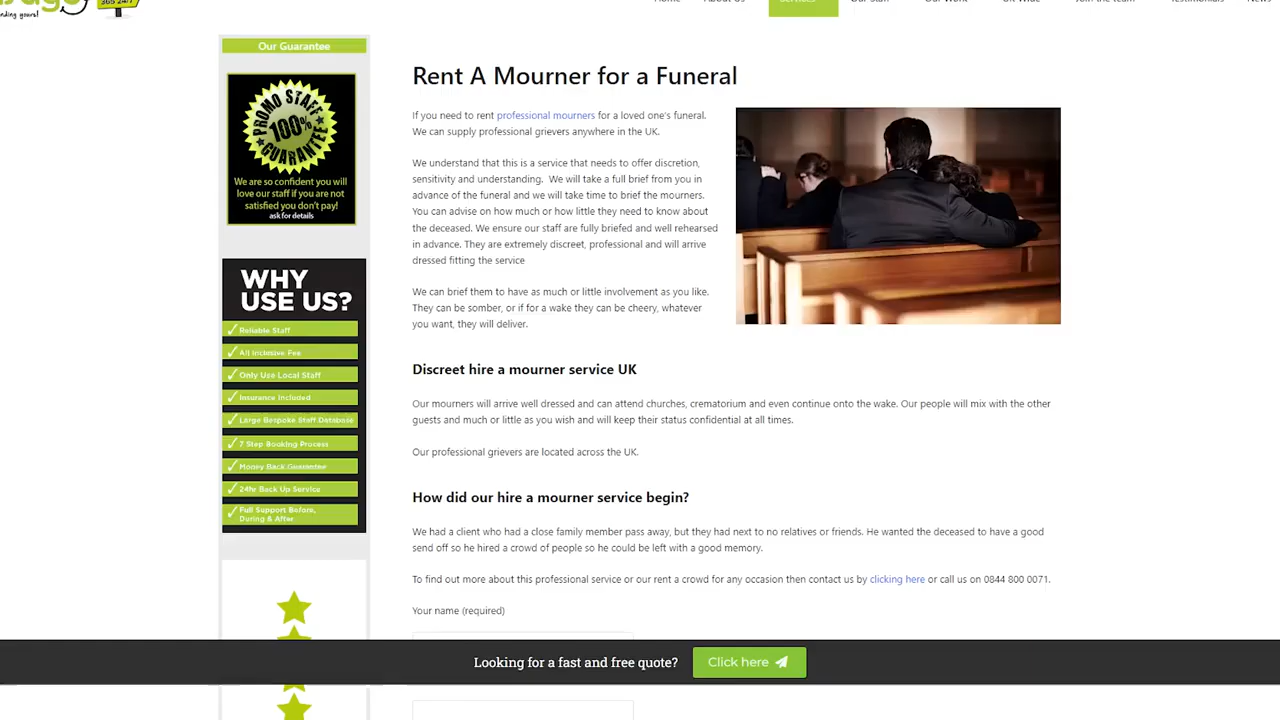 365 24/7
nding yours!
Services
Our Staff
Our Work
UK Wide
Join the team
Testimonials
News
Our Guarantee
PROMO STAFF
100%
GUARANTEE
We are so confident you will
love our staff if you are not
satisfied you don't pay!
ask for details
WHY
USE US?
Reliable Staff
All Inclusive Fee
Only Use Local Staff
Insurance Included
Large Bespoke Staff Database
7 Step Booking Process
Money Back Guarantee
24hr Back Up Service
Full Support Before,
During & After
Rent A Mourner for a Funeral
If you need to rent professional mourners for a loved one's funeral.
We can supply professional grievers anywhere in the UK.
We understand that this is a service that needs to offer discretion,
sensitivity and understanding. We will take a full brief from you in
advance of the funeral and we will take time to brief the mourners.
You can advise on how much or how little they need to know about
the deceased. We ensure our staff are fully briefed and well rehearsed
in advance. They are extremely discreet, professional and will arrive
dressed fitting the service
We can brief them to have as much or little involvement as you like.
They can be somber, or if for a wake they can be cheery, whatever
you want, they will deliver.
Discreet hire a mourner service UK
Our mourners will arrive well dressed and can attend churches, crematorium and even continue onto the wake. Our people will mix with the other
guests and much or little as you wish and will keep their status confidential at all times.
Our professional grievers are located across the UK.
How did our hire a mourner service begin?
We had a client who had a close family member pass away, but they had next to no relatives or friends. He wanted the deceased to have a good
send off so he hired a crowd of people so he could be left with a good memory.
To find out more about this professional service or our rent a crowd for any occasion then contact us by clicking here or call us on 0844 800 0071.
Your name (required)
Looking for a fast and free quote? Click here